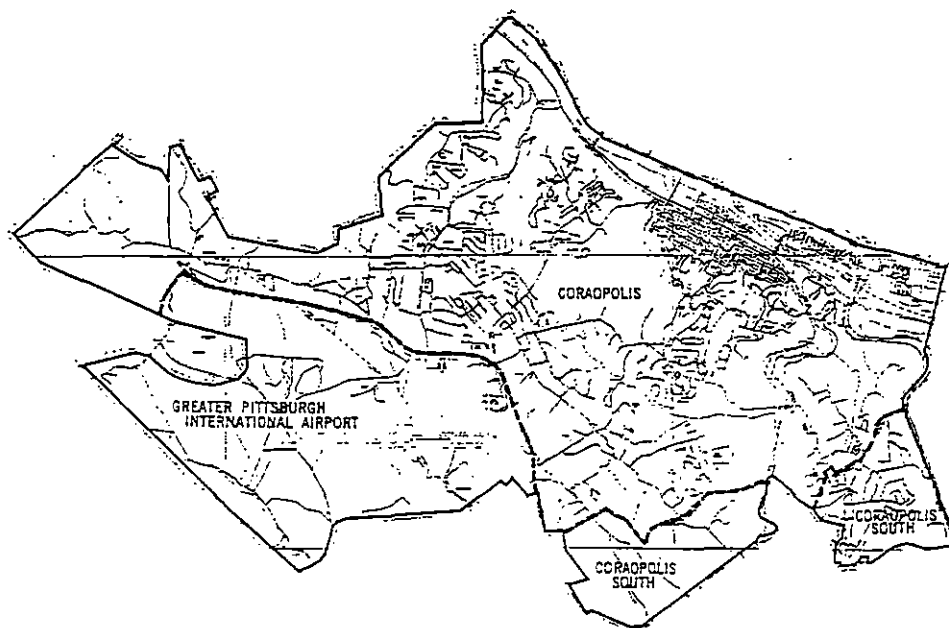 CORAOPOLIS
GREATER PITTSBURGH
INTERNATIONAL AIRPORT
CORAOPOLIS
SOUTH
CORAOPOLIS
SOUTH